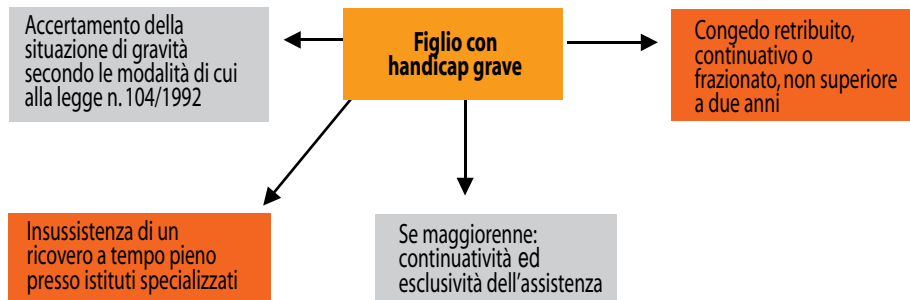 Accertamento della
situazione di gravità
secondo le modalità di cui
alla legge n. 104/1992
Figlio con
handicap grave
Congedo retribuito,
continuativo o
frazionato, non superiore
a due anni
Insussistenza di un
ricovero a tempo pieno
presso istituti specializzati
Se maggiorenne:
continuatività ed
esclusività dell'assistenza